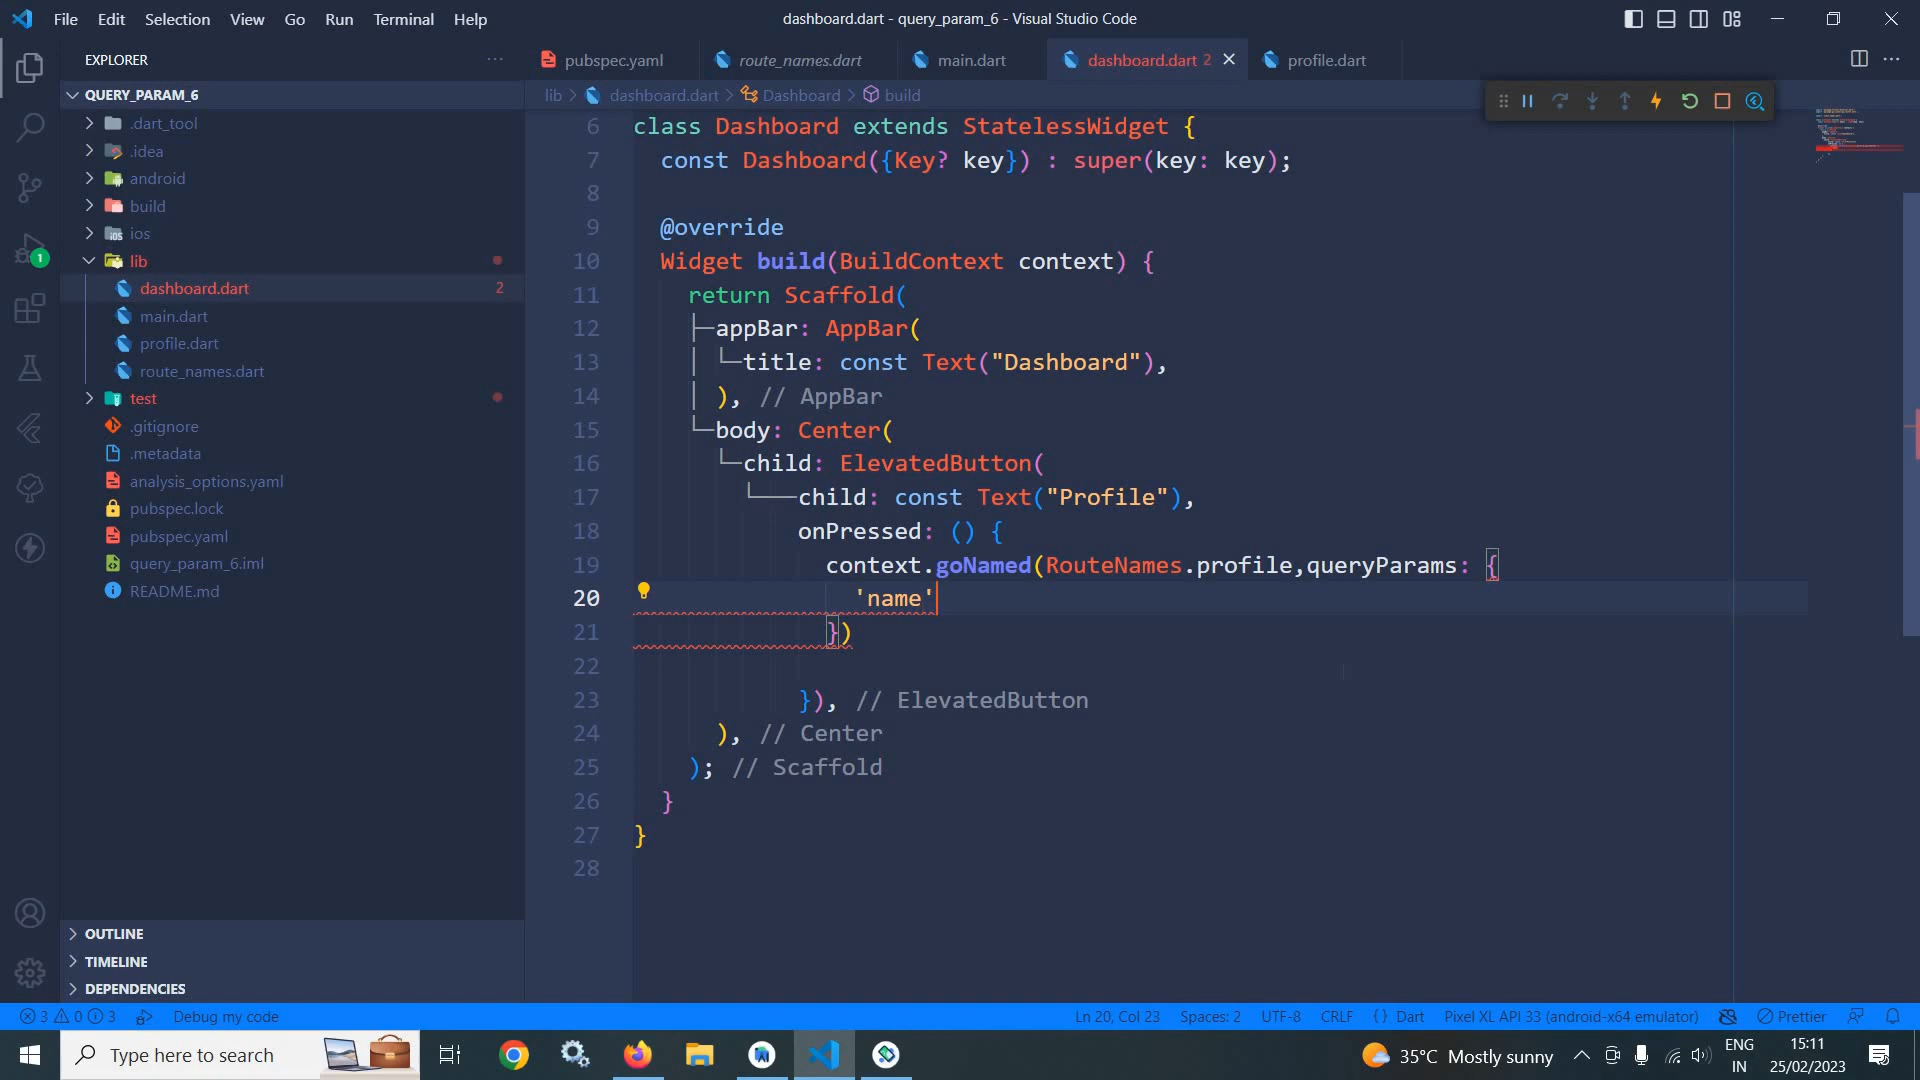 File Edit Selection View Go Run Terminal Help
dashboard.dart - query_param_6 - Visual Studio Code
EXPLORER
QUERY_PARAM_6
.dart_tool
.idea
android
build
ios
lib
dashboard.dart 2
main.dart
profile.dart
route_names.dart
test
.gitignore
.metadata
analysis_options.yaml
pubspec.lock
pubspec.yaml
query_param_6.iml
README.md
OUTLINE
TIMELINE
DEPENDENCIES
pubspec.yaml route_names.dart main.dart dashboard.dart 2 profile.dart
lib > dashboard.dart > Dashboard > build
6 class Dashboard extends StatelessWidget {
7 const Dashboard({Key? key}) : super(key: key);
8
9 @override
10 Widget build(BuildContext context) {
11 return Scaffold(
12 appBar: AppBar(
13 title: const Text("Dashboard"),
14 ), // AppBar
15 body: Center(
16 child: ElevatedButton(
17 child: const Text("Profile"),
18 onPressed: () {
19 context.goNamed(RouteNames.profile,queryParams: {
20 'name'
21 })
22
23 }), // ElevatedButton
24 ), // Center
25 ); // Scaffold
26 }
27 }
28
1
3 0 3 Debug my code Ln 20, Col 23 Spaces: 2 UTF-8 CRLF {} Dart Pixel XL API 33 (android-x64 emulator) Prettier
Type here to search
35°C Mostly sunny
ENG
IN
15:11
25/02/2023